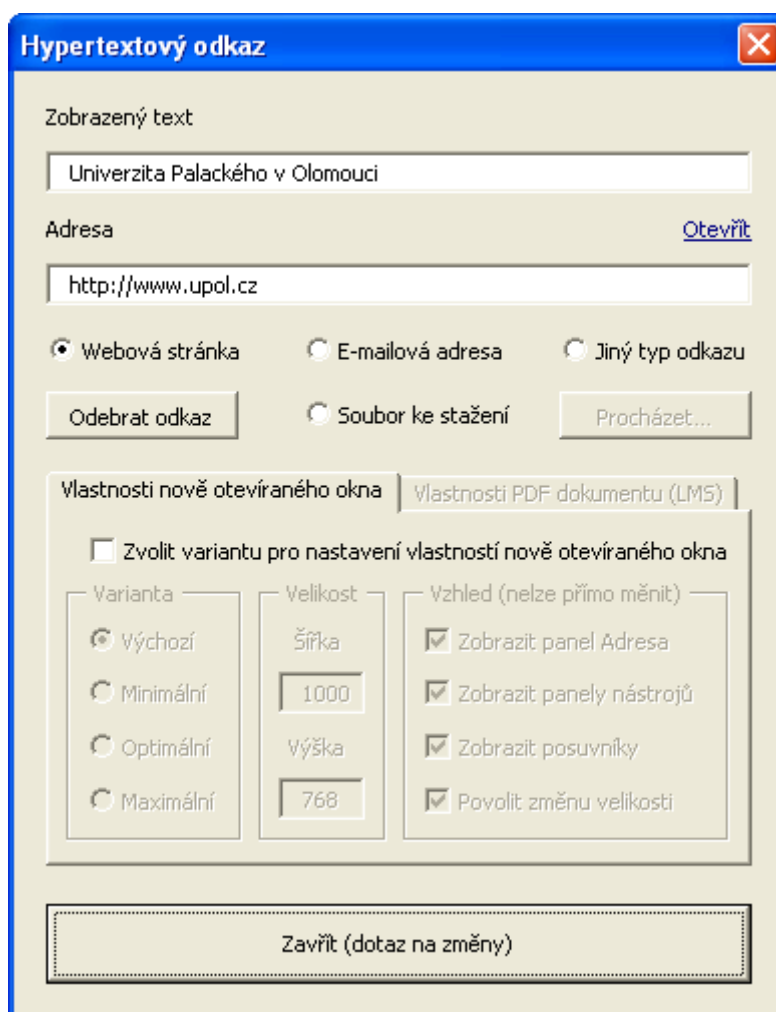 Hypertextový odkaz
Zobrazený text
Univerzita Palackého v Olomouci
Adresa Otevřít
http://www.upol.cz
Webová stránka E-mailová adresa Jiný typ odkazu
Odebrat odkaz Soubor ke stažení Procházet...
Vlastnosti nově otevíraného okna Vlastnosti PDF dokumentu (LMS)
Zvolit variantu pro nastavení vlastností nově otevíraného okna
Varianta Velikost Vzhled (nelze přímo měnit)
Výchozí Šířka Zobrazit panel Adresa
Minimální 1000 Zobrazit panely nástrojů
Optimální Výška Zobrazit posuvníky
Maximální 768 Povolit změnu velikosti
Zavřít (dotaz na změny)